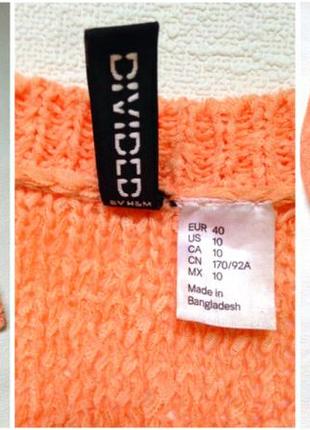 DIVIDED
BY H&M
EUR 40
US 10
CA 10
CN 170/92A
MX 10
Made in
Bangladesh